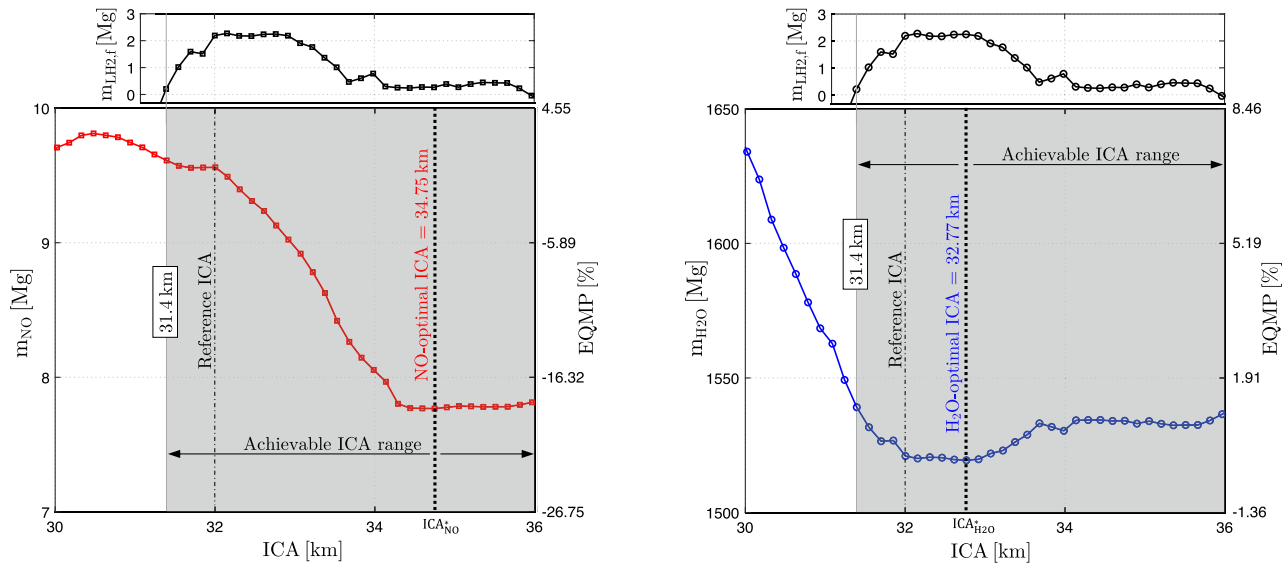 3
2
1
0
m_LH2,f [Mg]
10
9
8
7
m_NO [Mg]
4.55
-5.89
-16.32
-26.75
EQMP [%]
31.4 km
Reference ICA
NO-optimal ICA = 34.75 km
Achievable ICA range
30
32
34
ICA*_NO
36
ICA [km]
3
2
1
0
m_LH2,f [Mg]
1650
1600
1550
1500
m_H2O [Mg]
8.46
5.19
1.91
-1.36
EQMP [%]
Achievable ICA range
31.4 km
Reference ICA
H₂O-optimal ICA = 32.77 km
30
32
ICA*_H2O
34
36
ICA [km]